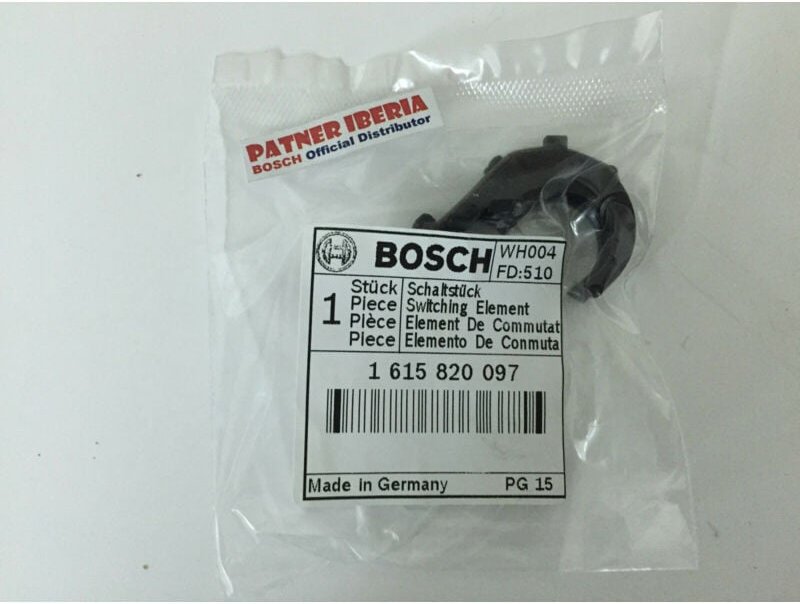 PATNER IBERIA
BOSCH Official Distributor
BOSCH
WH004
FD:510
1
Stück Schaltstück
Piece Switching Element
Pièce Element De Commutat
Piece Elemento De Conmuta
1 615 820 097
Made in Germany PG 15